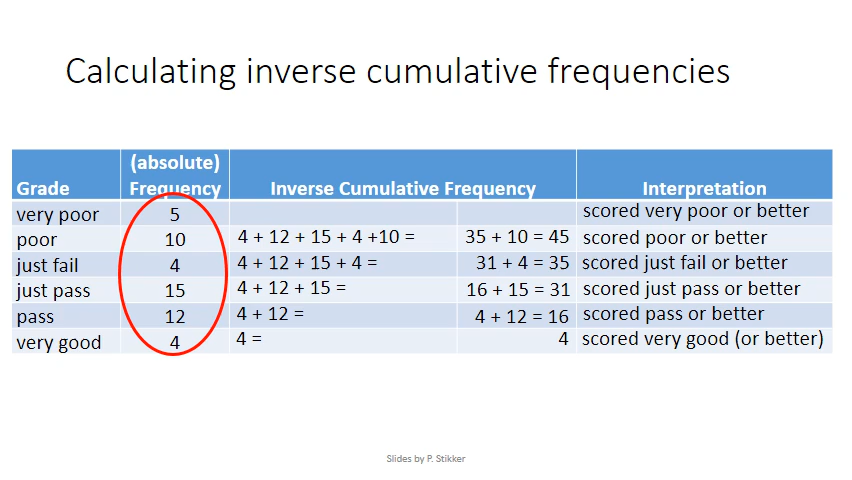 Calculating inverse cumulative frequencies
Grade (absolute) Frequency Inverse Cumulative Frequency Interpretation
very poor 5 scored very poor or better
poor 10 4 + 12 + 15 + 4 +10 = 35 + 10 = 45 scored poor or better
just fail 4 4 + 12 + 15 + 4 = 31 + 4 = 35 scored just fail or better
just pass 15 4 + 12 + 15 = 16 + 15 = 31 scored just pass or better
pass 12 4 + 12 = 4 + 12 = 16 scored pass or better
very good 4 4 = 4 scored very good (or better)
Slides by P. Stikker